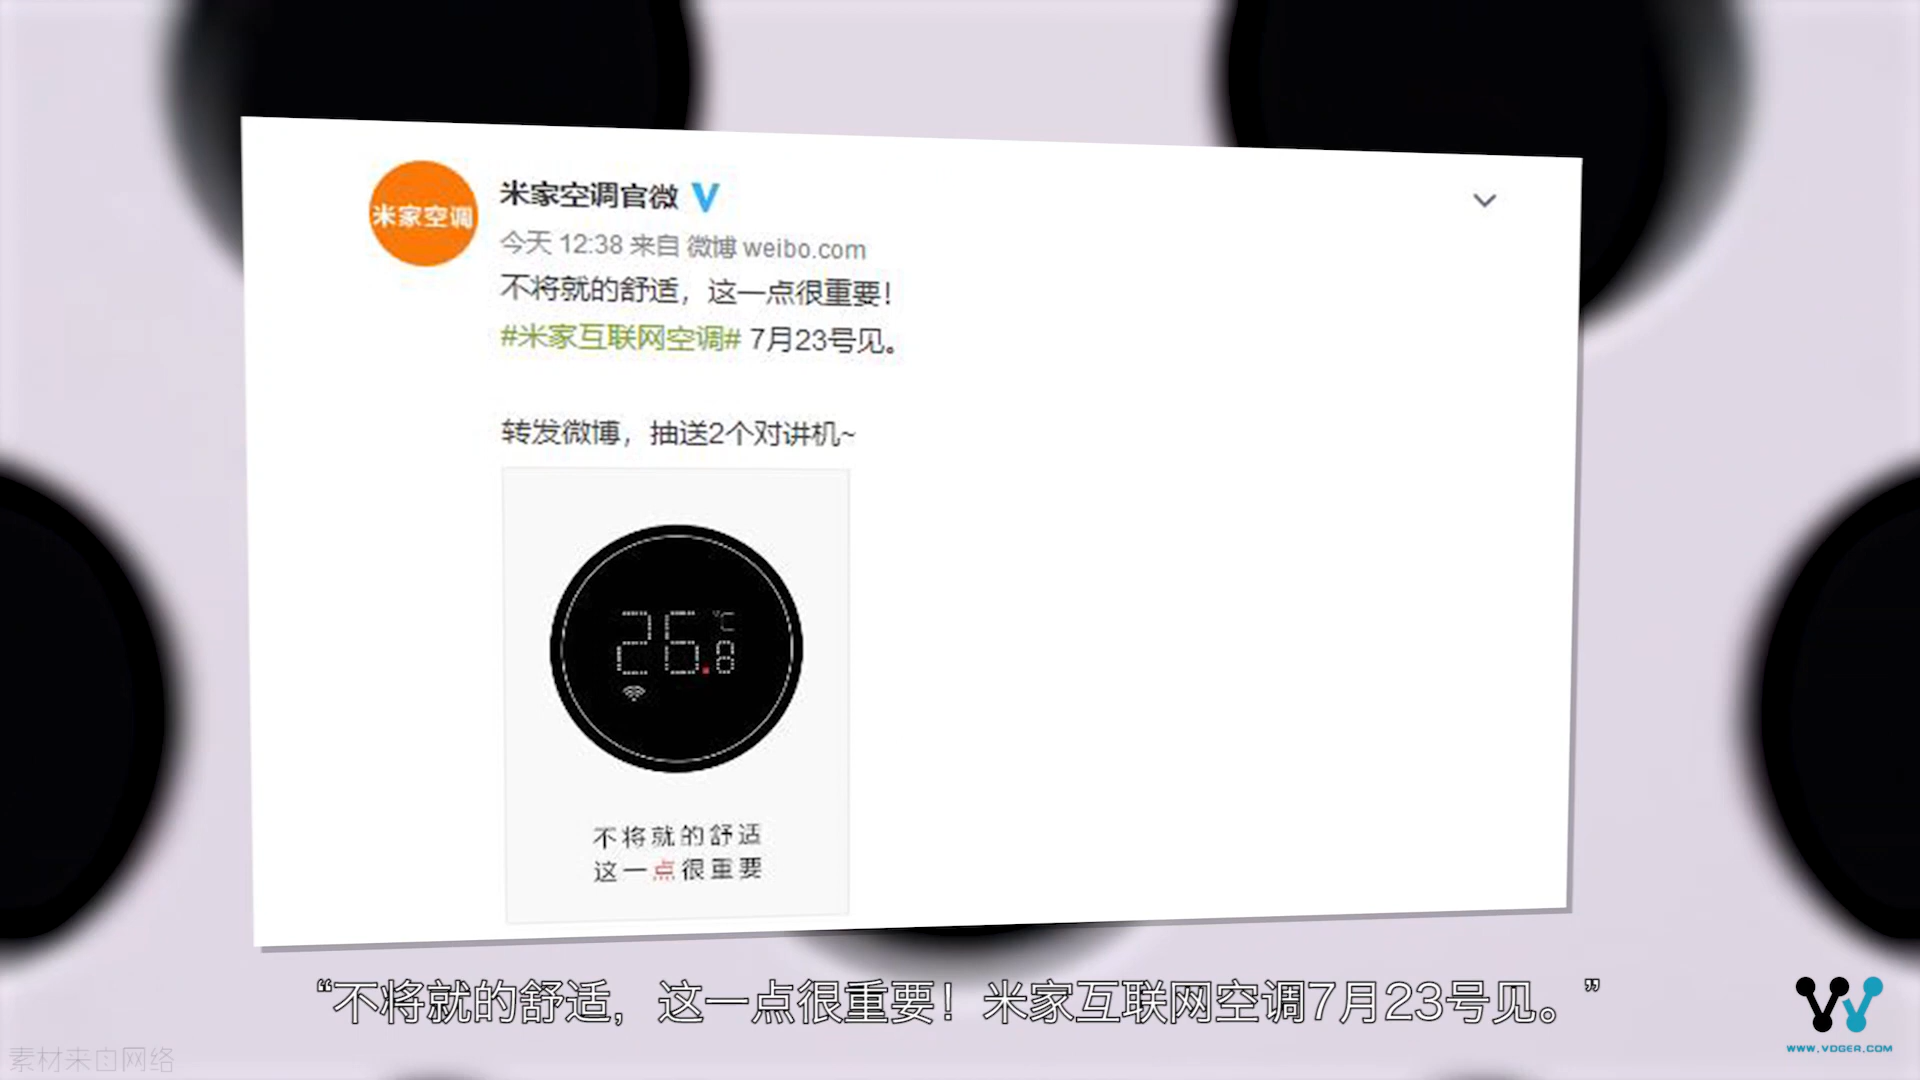 米家空调
米家空调官微
今天 12:38 来自 微博 weibo.com
不将就的舒适，这一点很重要！
#米家互联网空调# 7月23号见。
转发微博，抽送2个对讲机~
26.8℃
不将就的舒适
这一点很重要
“不将就的舒适，这一点很重要！米家互联网空调7月23号见。”
素材来自网络
WWW.VOGER.COM